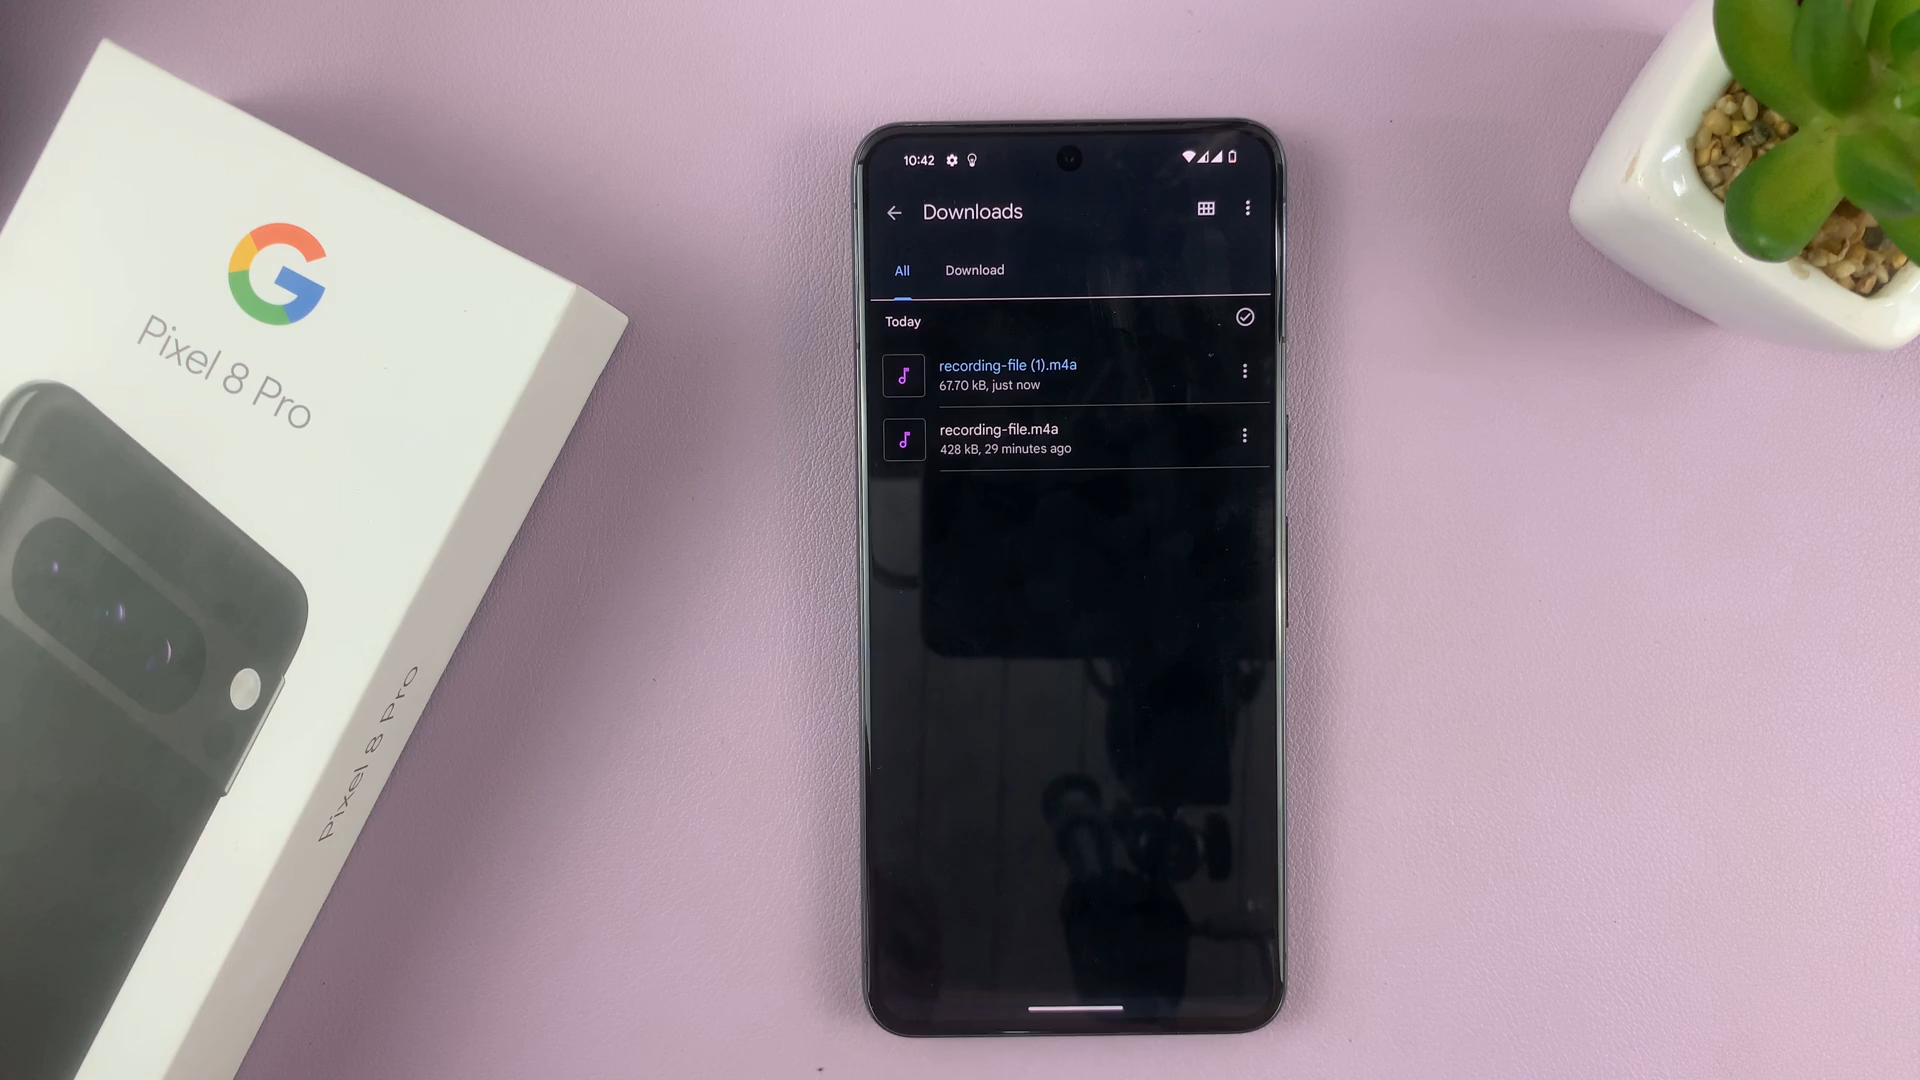 Pixel 8 Pro
Pixel 8 Pro
10:42
Downloads
All
Download
Today
recording-file (1).m4a
67.70 kB, just now
recording-file.m4a
428 kB, 29 minutes ago